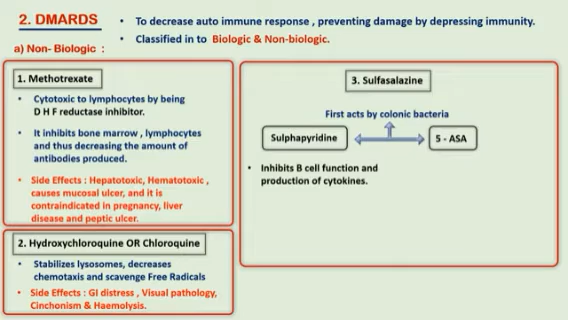 2. DMARDS
• To decrease auto immune response , preventing damage by depressing immunity.
• Classified in to Biologic & Non-biologic.
a) Non- Biologic :
1. Methotrexate
• Cytotoxic to lymphocytes by being
D H F reductase inhibitor.
• It inhibits bone marrow , lymphocytes
and thus decreasing the amount of
antibodies produced.
• Side Effects : Hepatotoxic, Hematotoxic ,
causes mucosal ulcer, and it is
contraindicated in pregnancy, liver
disease and peptic ulcer.
2. Hydroxychloroquine OR Chloroquine
• Stabilizes lysosomes, decreases
chemotaxis and scavenge Free Radicals
• Side Effects : GI distress , Visual pathology,
Cinchonism & Haemolysis.
3. Sulfasalazine
First acts by colonic bacteria
Sulphapyridine
5 - ASA
• Inhibits B cell function and
production of cytokines.